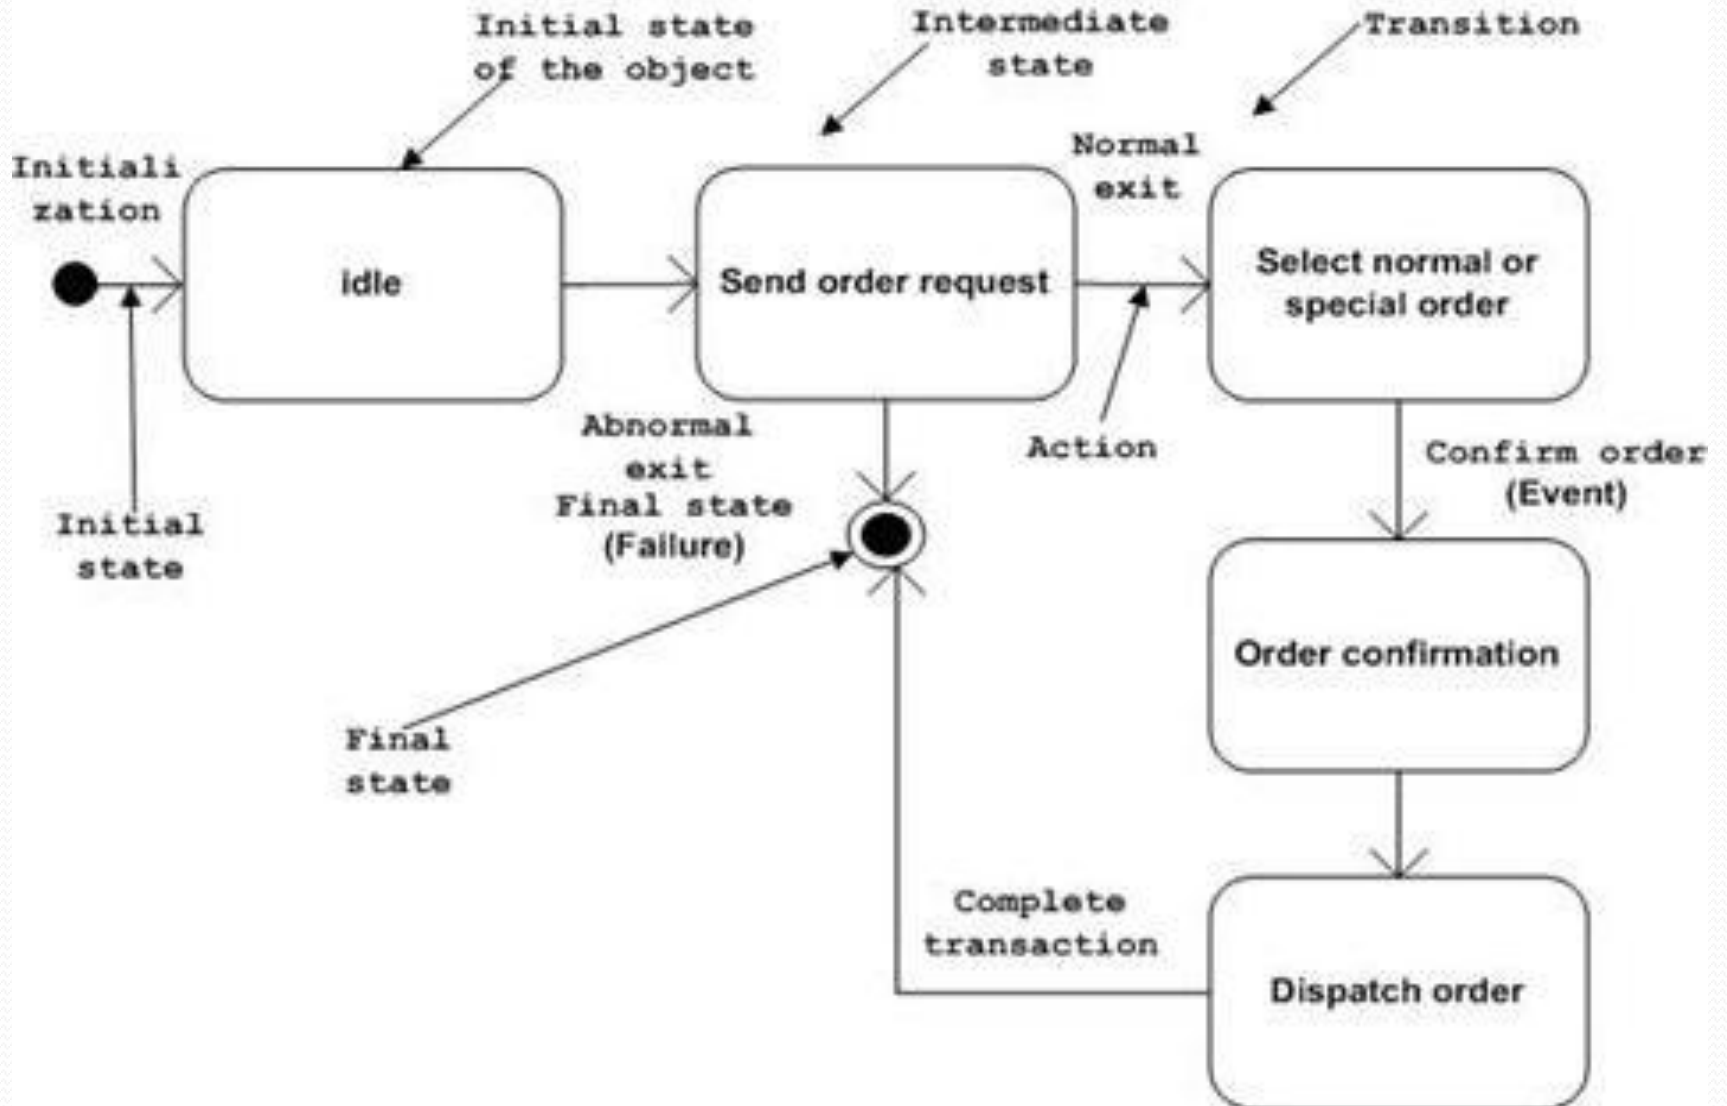 Initial state
of the object
Intermediate
state
Transition
Initiali
zation
Normal
exit
idle
Send order request
Select normal or
special order
Abnormal
exit
Final state
(Failure)
Action
Confirm order
(Event)
Initial
state
Order confirmation
Final
state
Complete
transaction
Dispatch order